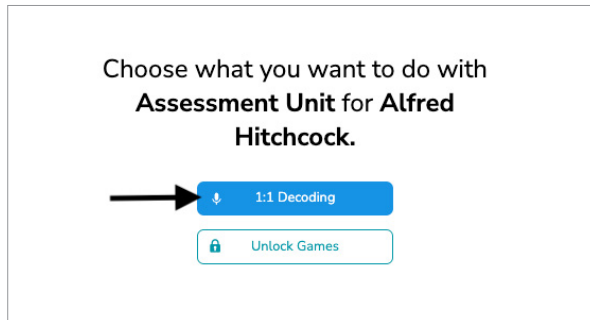 Choose what you want to do with
Assessment Unit for Alfred
Hitchcock.
1:1 Decoding
Unlock Games